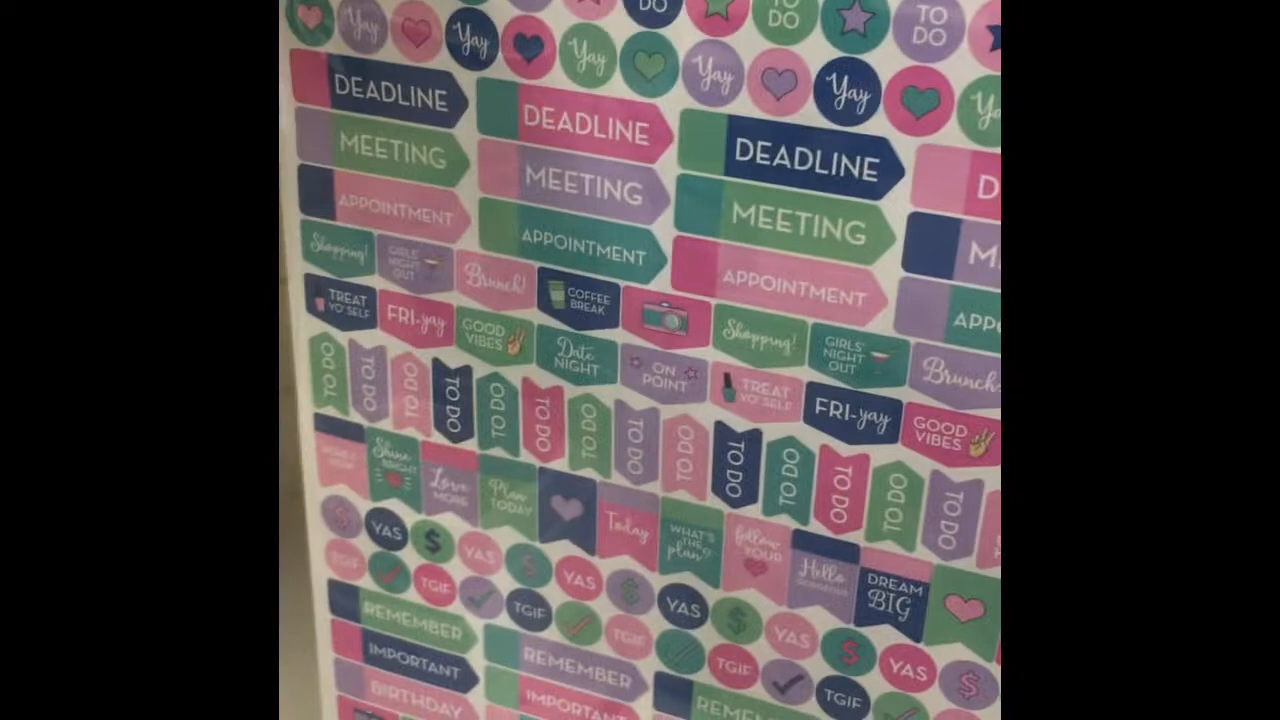 DO
TO
DO
TO
DO
Yay
Yay
Yay
Yay
Yay
DEADLINE
DEADLINE
DEADLINE
D
MEETING
MEETING
MEETING
M
APPOINTMENT
APPOINTMENT
APPOINTMENT
APPO
Shopping!
GIRLS'
NIGHT
OUT
Brunch!
COFFEE
BREAK
Shopping!
GIRLS'
NIGHT
OUT
Brunch
TREAT
YO' SELF
FRI-yay
GOOD
VIBES
Date
NIGHT
ON
POINT
TREAT
YO' SELF
FRI-yay
GOOD
VIBES
TO DO
TO DO
TO DO
TO DO
TO DO
TO DO
TO DO
TO DO
TO DO
TO DO
TO DO
TO DO
TO DO
TO DO
Shine
BRIGHT
Love
MORE
Plan
TODAY
Today
WHAT'S
THE
plan?
follow
YOUR
Hello
DREAM
BIG
$
YAS
$
YAS
$
YAS
$
YAS
$
YAS
$
YAS
$
TGIF
TGIF
TGIF
TGIF
TGIF
TGIF
REMEMBER
REMEMBER
REMEMBER
IMPORTANT
IMPORTANT
BIRTHDAY